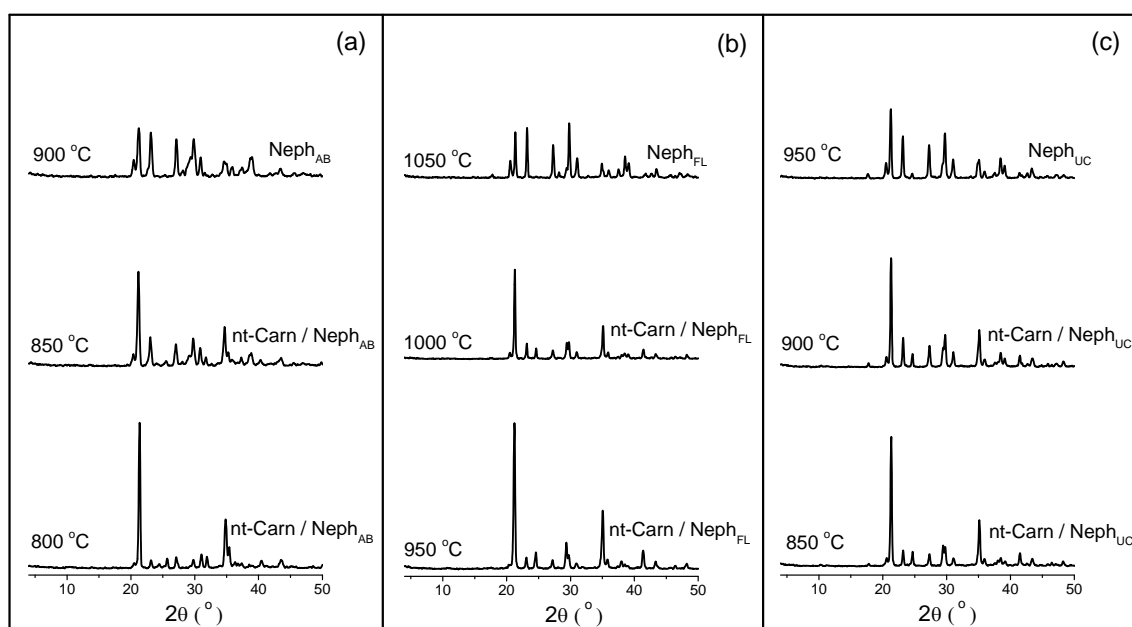 (a)
900 °C
Neph_AB
850 °C
nt-Carn / Neph_AB
800 °C
nt-Carn / Neph_AB
10 20 30 40 50
2θ ( ° )
(b)
1050 °C
Neph_FL
1000 °C
nt-Carn / Neph_FL
950 °C
nt-Carn / Neph_FL
10 20 30 40 50
2θ ( ° )
(c)
950 °C
Neph_UC
900 °C
nt-Carn / Neph_UC
850 °C
nt-Carn / Neph_UC
10 20 30 40 50
2θ ( ° )